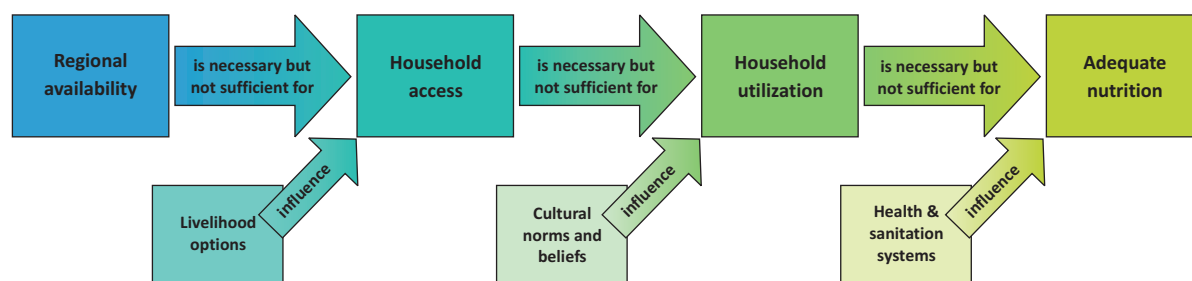 Regional
availability
is necessary but
not sufficient for
Household
access
is necessary but
not sufficient for
Household
utilization
is necessary but
not sufficient for
Adequate
nutrition
influence
Livelihood
options
influence
Cultural
norms and
beliefs
influence
Health &
sanitation
systems